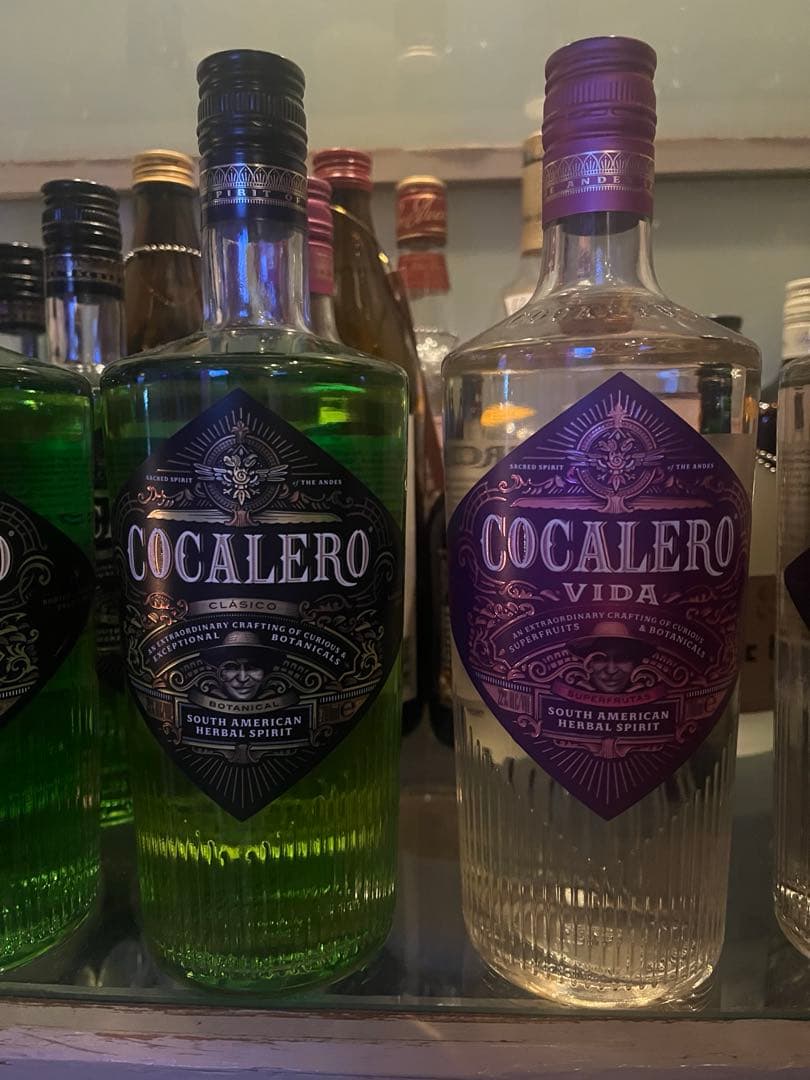 SPIRIT OF
SACRED SPIRIT of THE ANDES
COCALERO
CLÁSICO
AN EXTRAORDINARY CRAFTING OF CURIOUS &
EXCEPTIONAL BOTANICALS
BOTANICAL
SOUTH AMERICAN
HERBAL SPIRIT
E ANDE
SACRED SPIRIT of THE ANDES
COCALERO
VIDA
AN EXTRAORDINARY CRAFTING OF CURIOUS
SUPERFRUITS & BOTANICALS
SUPERFRUTAS
SOUTH AMERICAN
HERBAL SPIRIT